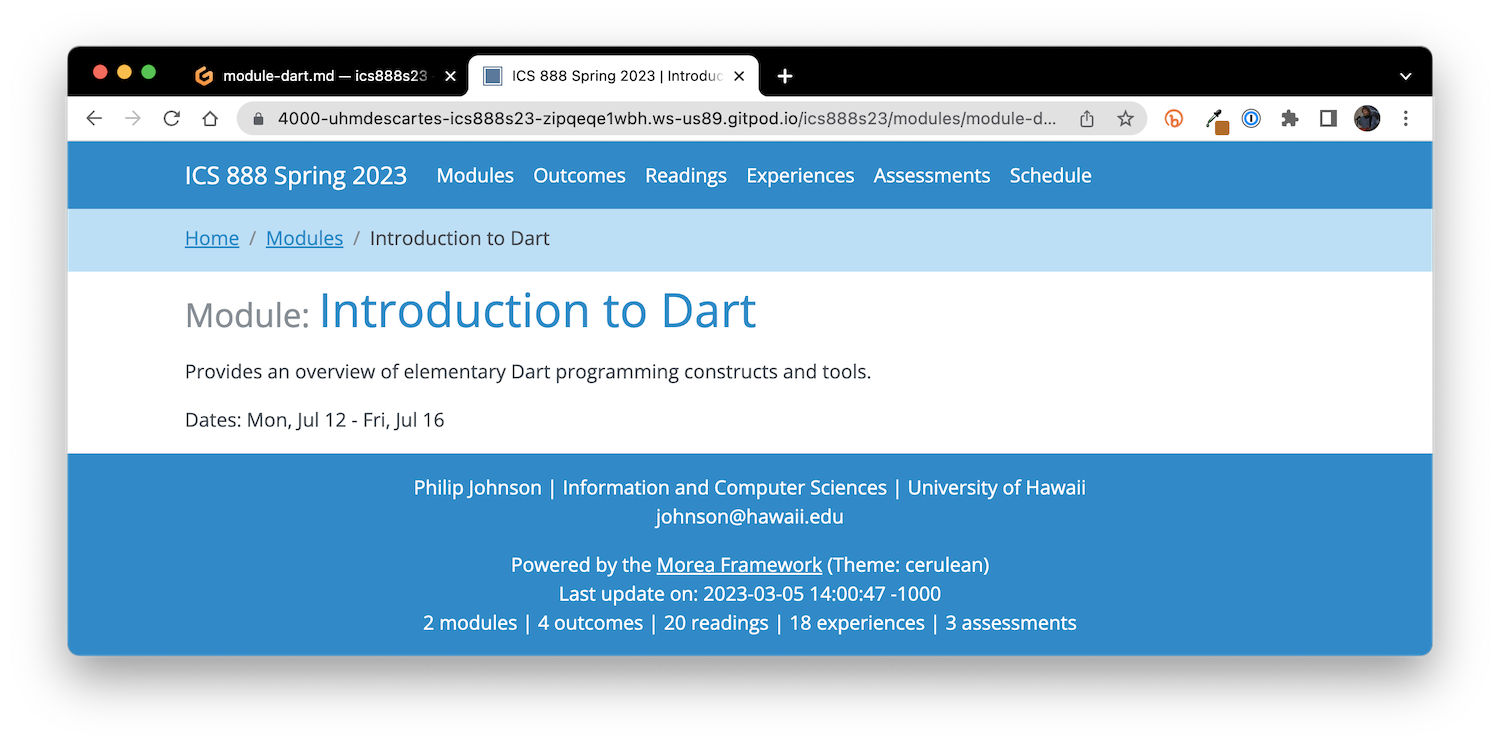 module-dart.md — ics888s23
ICS 888 Spring 2023 | Introduc
4000-uhmdescartes-ics888s23-zipqeqe1wbh.ws-us89.gitpod.io/ics888s23/modules/module-d...
ICS 888 Spring 2023 Modules Outcomes Readings Experiences Assessments Schedule
Home / Modules / Introduction to Dart
Module: Introduction to Dart
Provides an overview of elementary Dart programming constructs and tools.
Dates: Mon, Jul 12 - Fri, Jul 16
Philip Johnson | Information and Computer Sciences | University of Hawaii
johnson@hawaii.edu
Powered by the Morea Framework (Theme: cerulean)
Last update on: 2023-03-05 14:00:47 -1000
2 modules | 4 outcomes | 20 readings | 18 experiences | 3 assessments